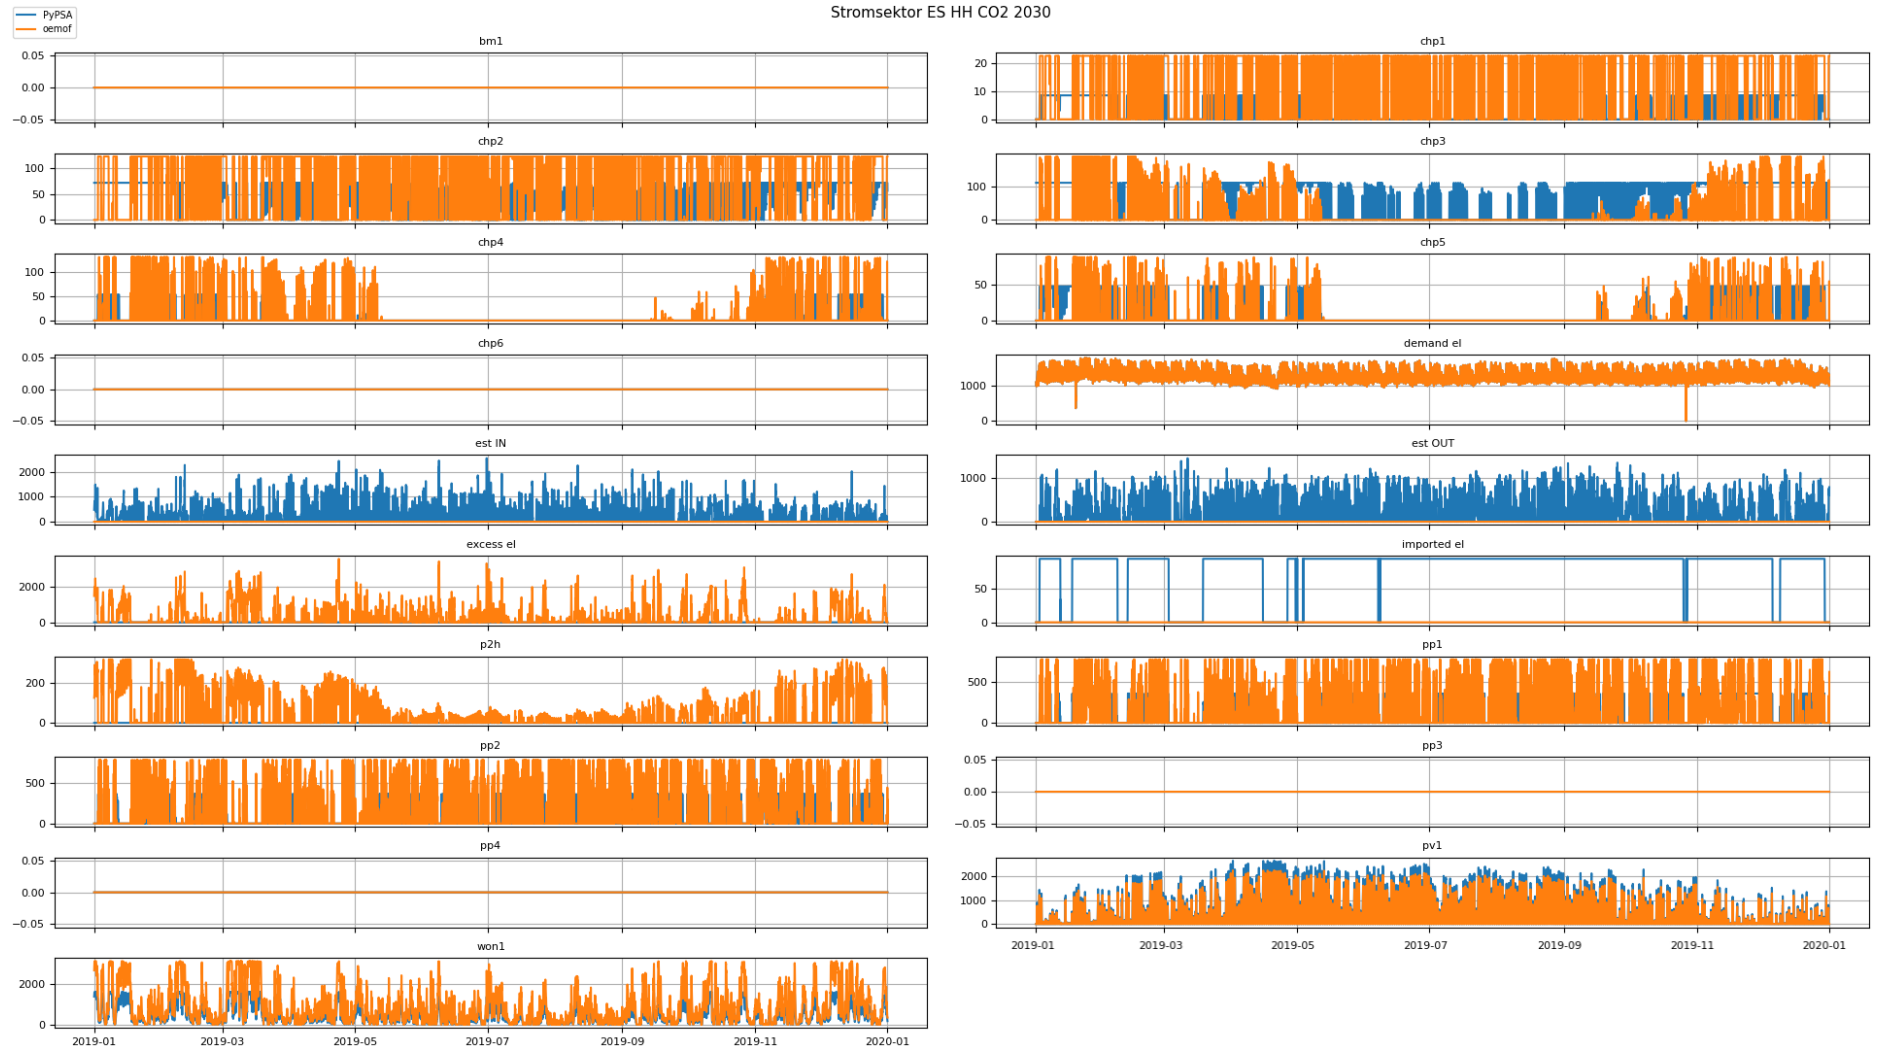 Stromsektor ES HH CO2 2030
PyPSA
oemof
bm1
0.05
0.00
−0.05
chp1
20
10
0
chp2
100
50
0
chp3
100
0
chp4
100
50
0
chp5
50
0
chp6
0.05
0.00
−0.05
demand el
1000
0
est IN
2000
1000
0
est OUT
1000
0
excess el
2000
0
imported el
50
0
p2h
200
0
pp1
500
0
pp2
500
0
pp3
0.05
0.00
−0.05
pp4
0.05
0.00
−0.05
pv1
2000
1000
0
2019-01 2019-03 2019-05 2019-07 2019-09 2019-11 2020-01
won1
2000
0
2019-01 2019-03 2019-05 2019-07 2019-09 2019-11 2020-01